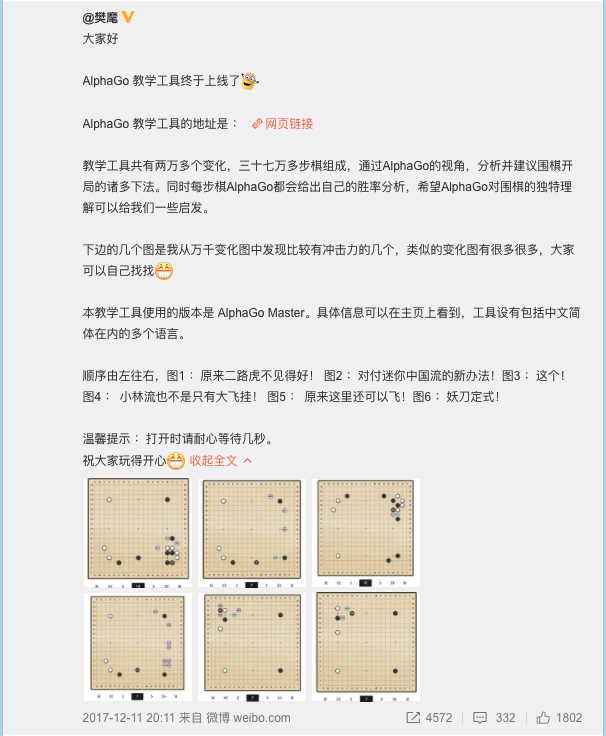 @樊麾
大家好
AlphaGo 教学工具终于上线了
AlphaGo 教学工具的地址是： 网页链接
教学工具共有两万多个变化，三十七万多步棋组成，通过AlphaGo的视角，分析并建议围棋开
局的诸多下法。同时每步棋AlphaGo都会给出自己的胜率分析，希望AlphaGo对围棋的独特理
解可以给我们一些启发。
下边的几个图是我从万千变化图中发现比较有冲击力的几个，类似的变化图有很多很多，大家
可以自己找找
本教学工具使用的版本是 AlphaGo Master。具体信息可以在主页上看到，工具设有包括中文简
体在内的多个语言。
顺序由左往右，图1： 原来二路虎不见得好！ 图2： 对付迷你中国流的新办法！图3： 这个！
图4： 小林流也不是只有大飞挂！ 图5： 原来这里还可以飞！图6： 妖刀定式！
温馨提示： 打开时请耐心等待几秒。
祝大家玩得开心 收起全文
2017-12-11 20:11 来自 微博 weibo.com 4572 332 1802